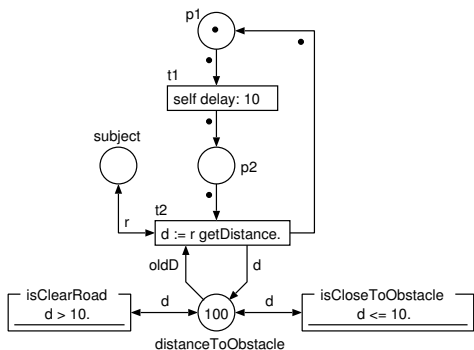 p1
t1
self delay: 10
subject
p2
t2
r
d := r getDistance.
oldD
d
isClearRoad
d > 10.
d
100
d
isCloseToObstacle
d <= 10.
distanceToObstacle